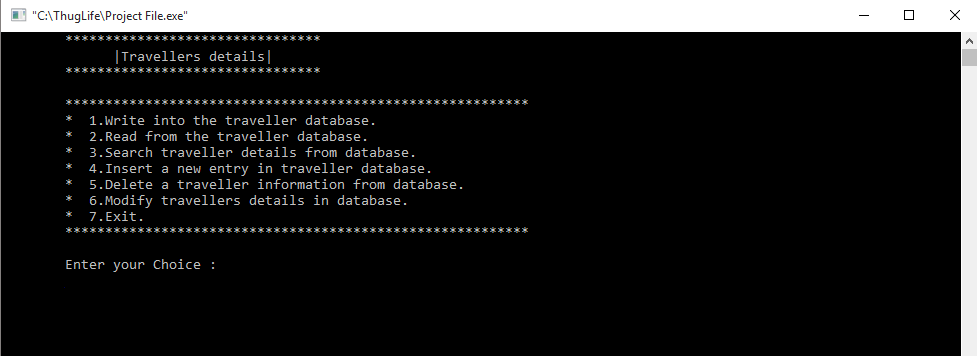 "C:\ThugLife\Project File.exe"
********************************
|Travellers details|
********************************
**********************************************************
* 1.Write into the traveller database.
* 2.Read from the traveller database.
* 3.Search traveller details from database.
* 4.Insert a new entry in traveller database.
* 5.Delete a traveller information from database.
* 6.Modify travellers details in database.
* 7.Exit.
**********************************************************
Enter your Choice :